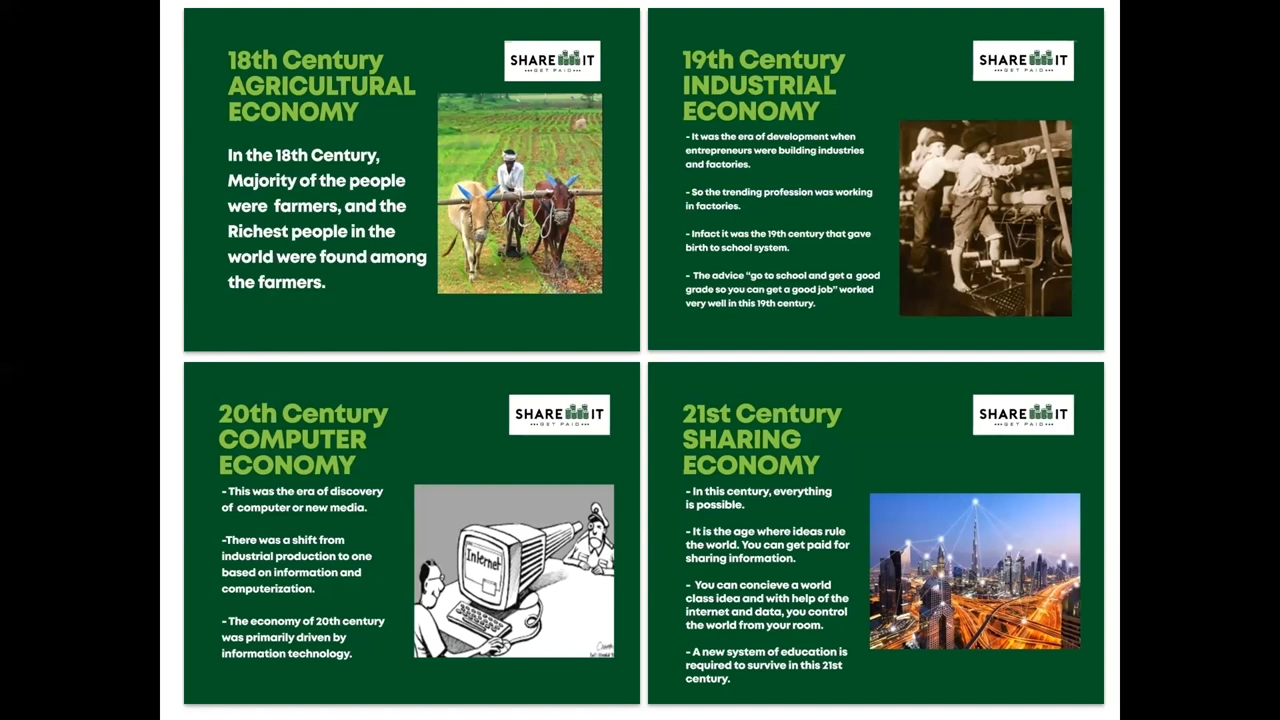 18th Century
AGRICULTURAL
ECONOMY
SHARE IT
•••GET PAID•••
In the 18th Century,
Majority of the people
were farmers, and the
Richest people in the
world were found among
the farmers.
19th Century
INDUSTRIAL
ECONOMY
SHARE IT
•••GET PAID•••
- It was the era of development when
entrepreneurs were building industries
and factories.
- So the trending profession was working
in factories.
- Infact it was the 19th century that gave
birth to school system.
- The advice “go to school and get a good
grade so you can get a good job” worked
very well in this 19th century.
20th Century
COMPUTER
ECONOMY
SHARE IT
•••GET PAID•••
- This was the era of discovery
of computer or new media.
-There was a shift from
industrial production to one
based on information and
computerization.
- The economy of 20th century
was primarily driven by
information technology.
Internet
21st Century
SHARING
ECONOMY
SHARE IT
•••GET PAID•••
- In this century, everything
is possible.
- It is the age where ideas rule
the world. You can get paid for
sharing information.
- You can concieve a world
class idea and with help of the
internet and data, you control
the world from your room.
- A new system of education is
required to survive in this 21st
century.